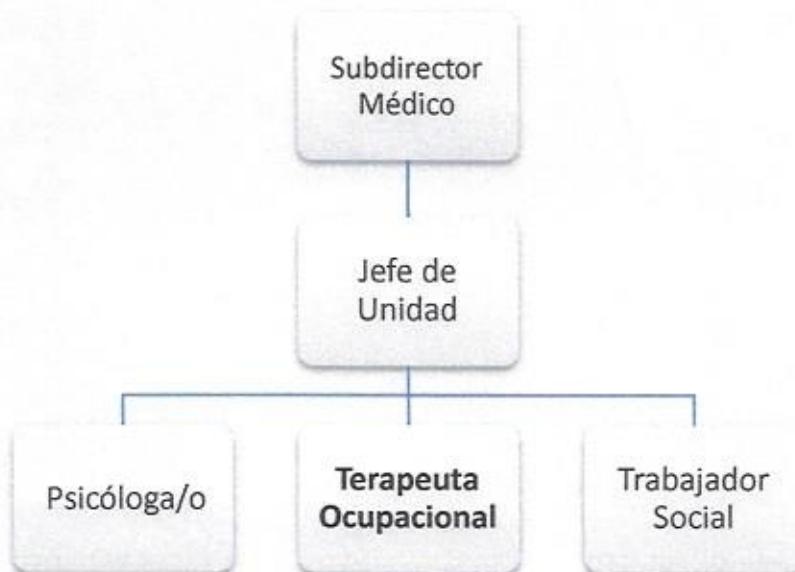 Subdirector
Médico
Jefe de
Unidad
Psicóloga/o
Terapeuta
Ocupacional
Trabajador
Social